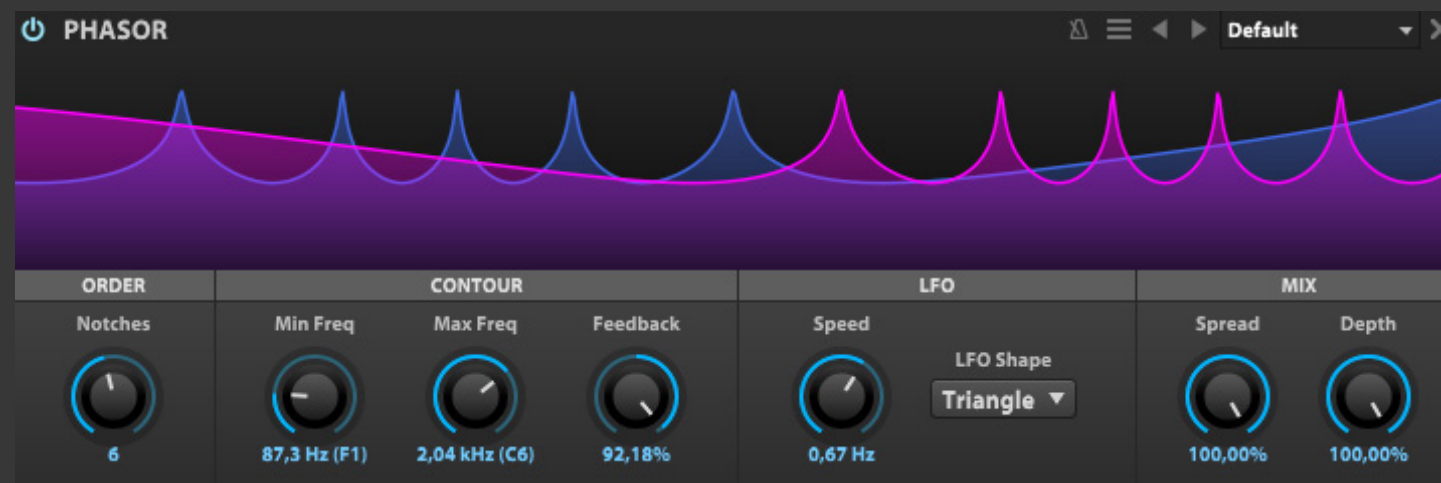 PHASOR Default
ORDER CONTOUR LFO MIX
Notches Min Freq Max Freq Feedback Speed Spread Depth
LFO Shape
Triangle
6 87,3 Hz (F1) 2,04 kHz (C6) 92,18% 0,67 Hz 100,00% 100,00%